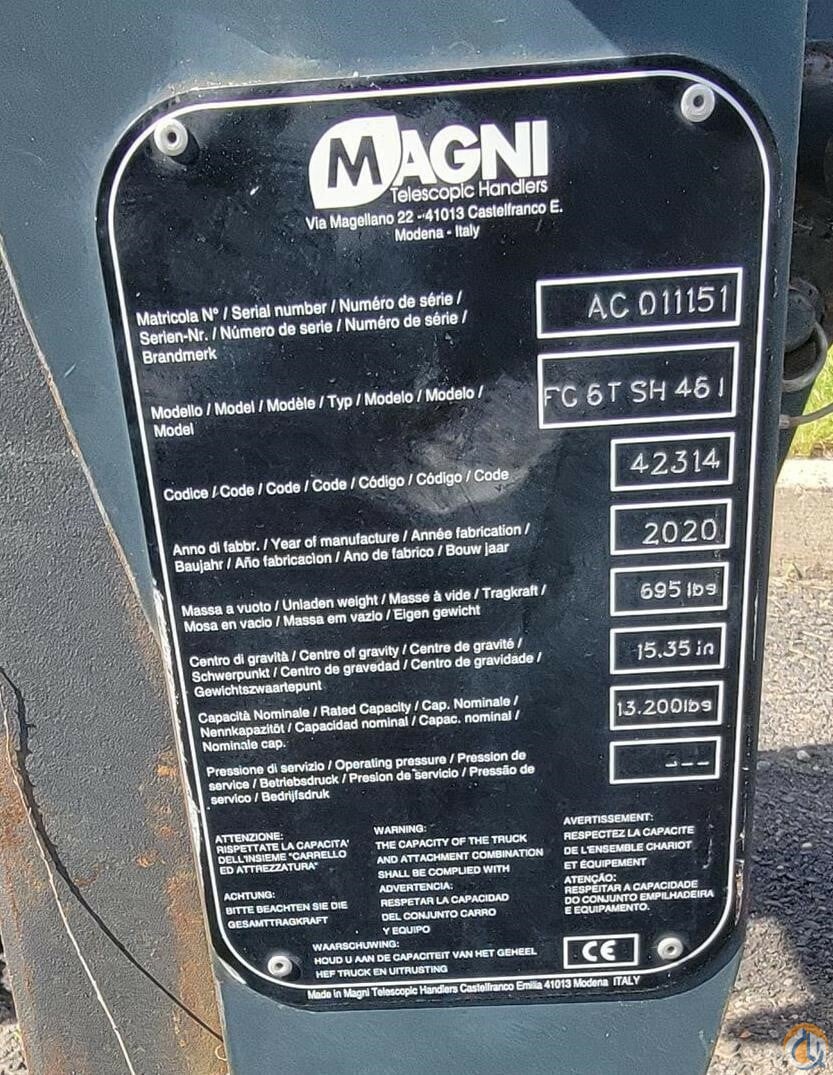 MAGNI
Telescopic Handlers
Via Magellano 22 - 41013 Castelfranco E.
Modena - Italy
Matricola N° / Serial number / Numéro de série /
Serien-Nr. / Número de serie / Numéro de série /
Brandmerk
AC 011151
Modello / Model / Modèle / Typ / Modelo / Modelo /
Model
FC 6T SH 461
Codice / Code / Code / Code / Código / Código / Code
42314
Anno di fabbr. / Year of manufacture / Année fabrication /
Baujahr / Año fabricacion / Ano de fabrico / Bouw jaar
2020
Massa a vuoto / Unladen weight / Masse à vide / Tragkraft /
Mosa en vacio / Massa em vazio / Eigen gewicht
695 lbs
Centro di gravità / Centre of gravity / Centre de gravité /
Schwerpunkt / Centro de gravedad / Centro de gravidade /
Gewichtszwaartepunt
15.35 in
Capacità Nominale / Rated Capacity / Cap. Nominale /
Nennkapazitöt / Capacidad nominal / Capac. nominal /
Nominale cap.
13.200lbs
Pressione di servizio / Operating pressure / Pression de
service / Betriebsdruck / Presion de servicio / Pressão de
servico / Bedrijfsdruk
---
ATTENZIONE:
RISPETTATE LA CAPACITA'
DELL'INSIEME "CARRELLO
ED ATTREZZATURA"
ACHTUNG:
BITTE BEACHTEN SIE DIE
GESAMTTRAGKRAFT
WARNING:
THE CAPACITY OF THE TRUCK
AND ATTACHMENT COMBINATION
SHALL BE COMPLIED WITH
ADVERTENCIA:
RESPETAR LA CAPACIDAD
DEL CONJUNTO CARRO
Y EQUIPO
AVERTISSEMENT:
RESPECTEZ LA CAPACITE
DE L'ENSEMBLE CHARIOT
ET ÉQUIPEMENT
ATENÇÃO:
RESPEITAR A CAPACIDADE
DO CONJUNTO EMPILHADEIRA
E EQUIPAMENTO.
WAARSCHUWING:
HOUD U AAN DE CAPACITEIT VAN HET GEHEEL
HEF TRUCK EN UITRUSTING
CE
Made in Magni Telescopic Handlers Castelfranco Emilia 41013 Modena ITALY